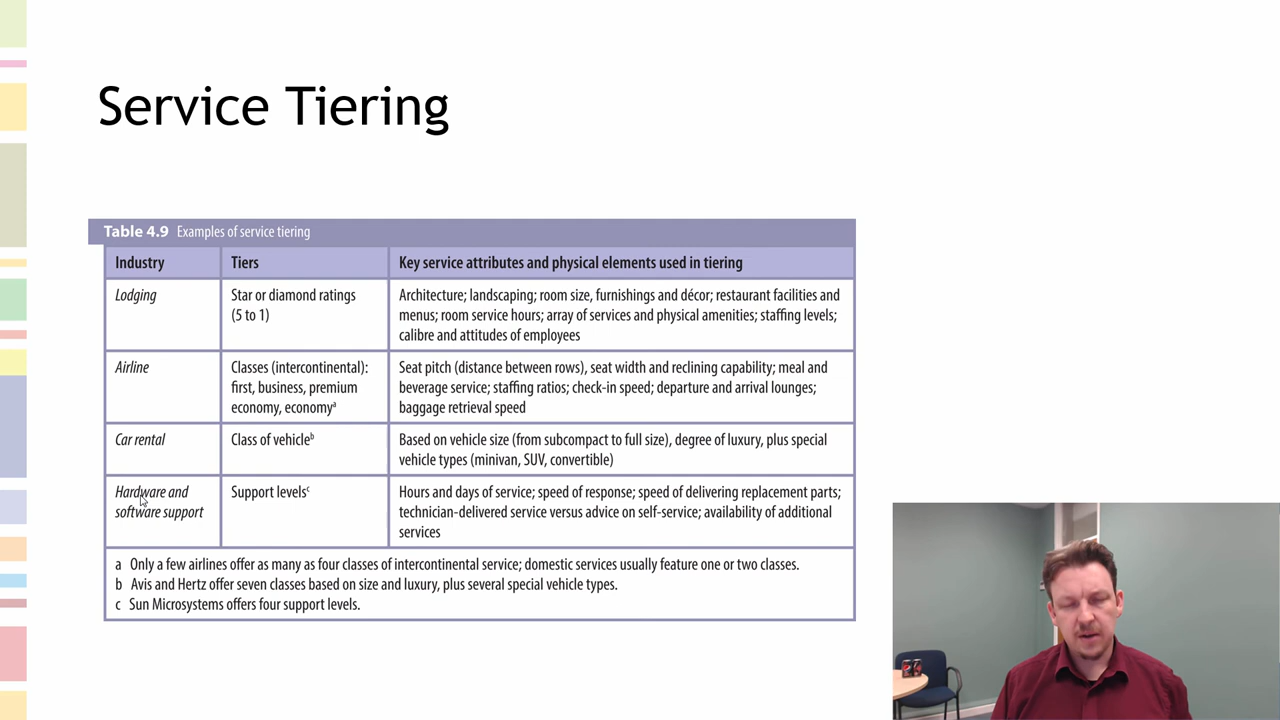 Service Tiering
Table 4.9 Examples of service tiering
Industry
Tiers
Key service attributes and physical elements used in tiering
Lodging
Star or diamond ratings
(5 to 1)
Architecture; landscaping; room size, furnishings and décor; restaurant facilities and
menus; room service hours; array of services and physical amenities; staffing levels;
calibre and attitudes of employees
Airline
Classes (intercontinental):
first, business, premium
economy, economyᵃ
Seat pitch (distance between rows), seat width and reclining capability; meal and
beverage service; staffing ratios; check-in speed; departure and arrival lounges;
baggage retrieval speed
Car rental
Class of vehicleᵇ
Based on vehicle size (from subcompact to full size), degree of luxury, plus special
vehicle types (minivan, SUV, convertible)
Hardware and
software support
Support levelsᶜ
Hours and days of service; speed of response; speed of delivering replacement parts;
technician-delivered service versus advice on self-service; availability of additional
services
a Only a few airlines offer as many as four classes of intercontinental service; domestic services usually feature one or two classes.
b Avis and Hertz offer seven classes based on size and luxury, plus several special vehicle types.
c Sun Microsystems offers four support levels.